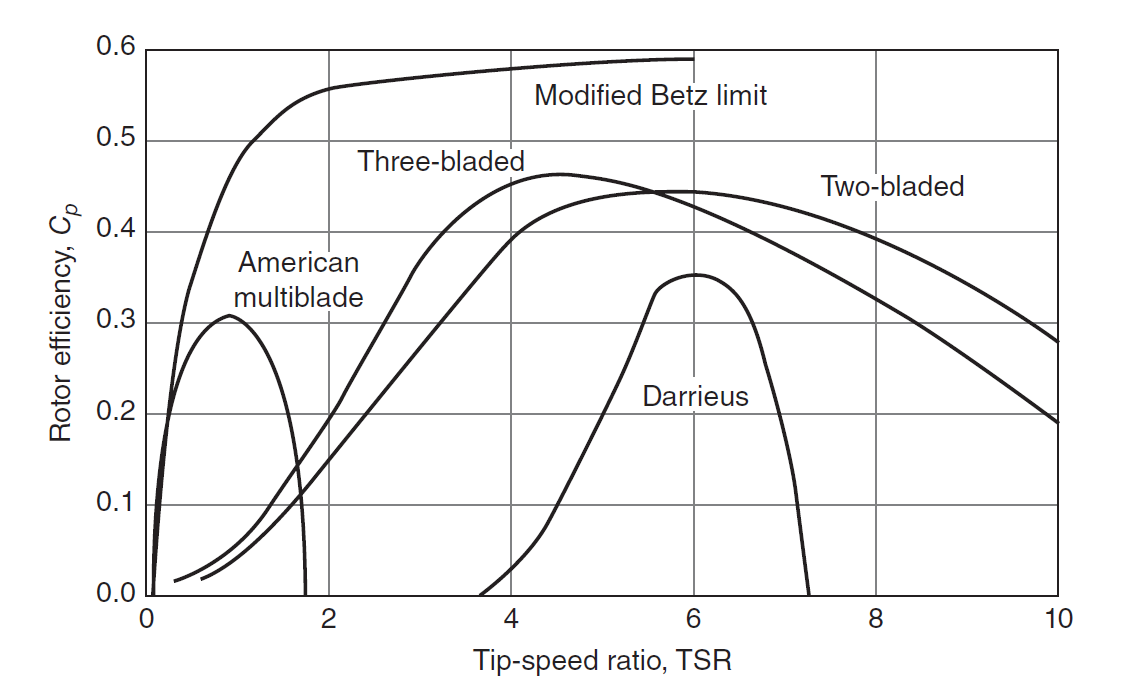 0.6
0.5
0.4
0.3
0.2
0.1
0.0
Rotor efficiency, Cp
Modified Betz limit
Three-bladed
Two-bladed
American
multiblade
Darrieus
0
2
4
6
8
10
Tip-speed ratio, TSR